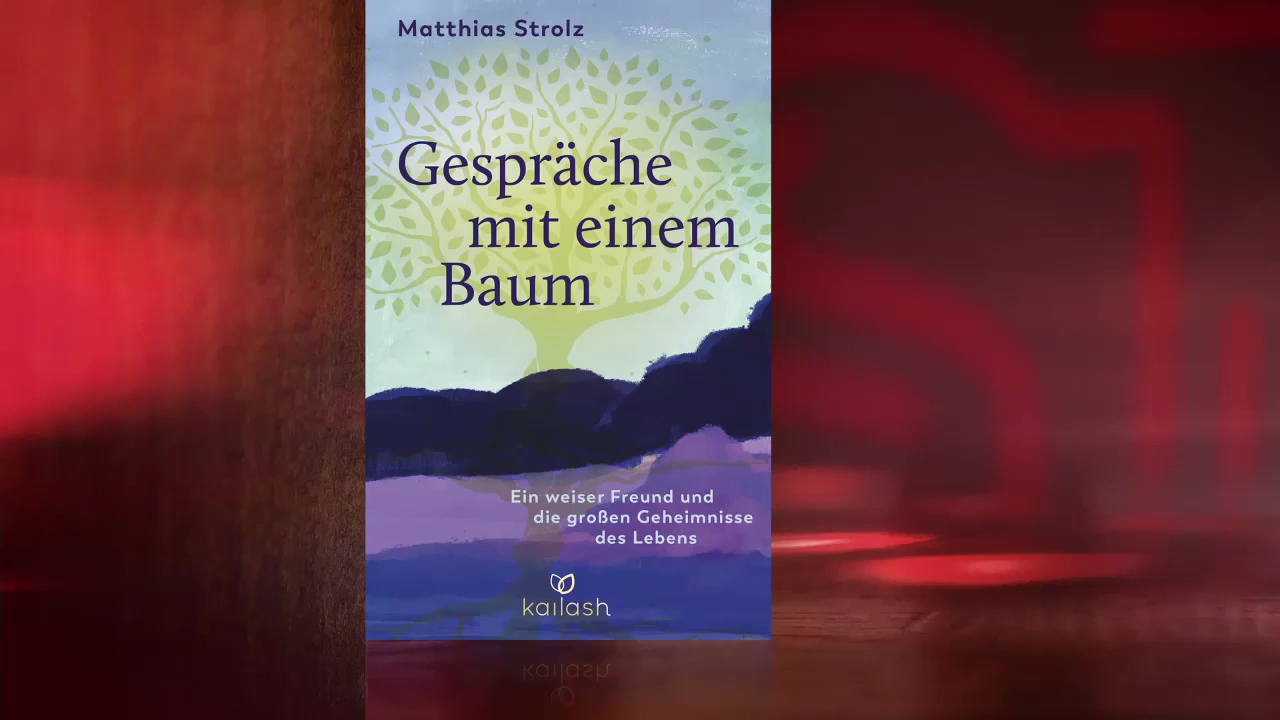 Matthias Strolz
Gespräche
mit einem
Baum
Ein weiser Freund und
die großen Geheimnisse
des Lebens
kailash